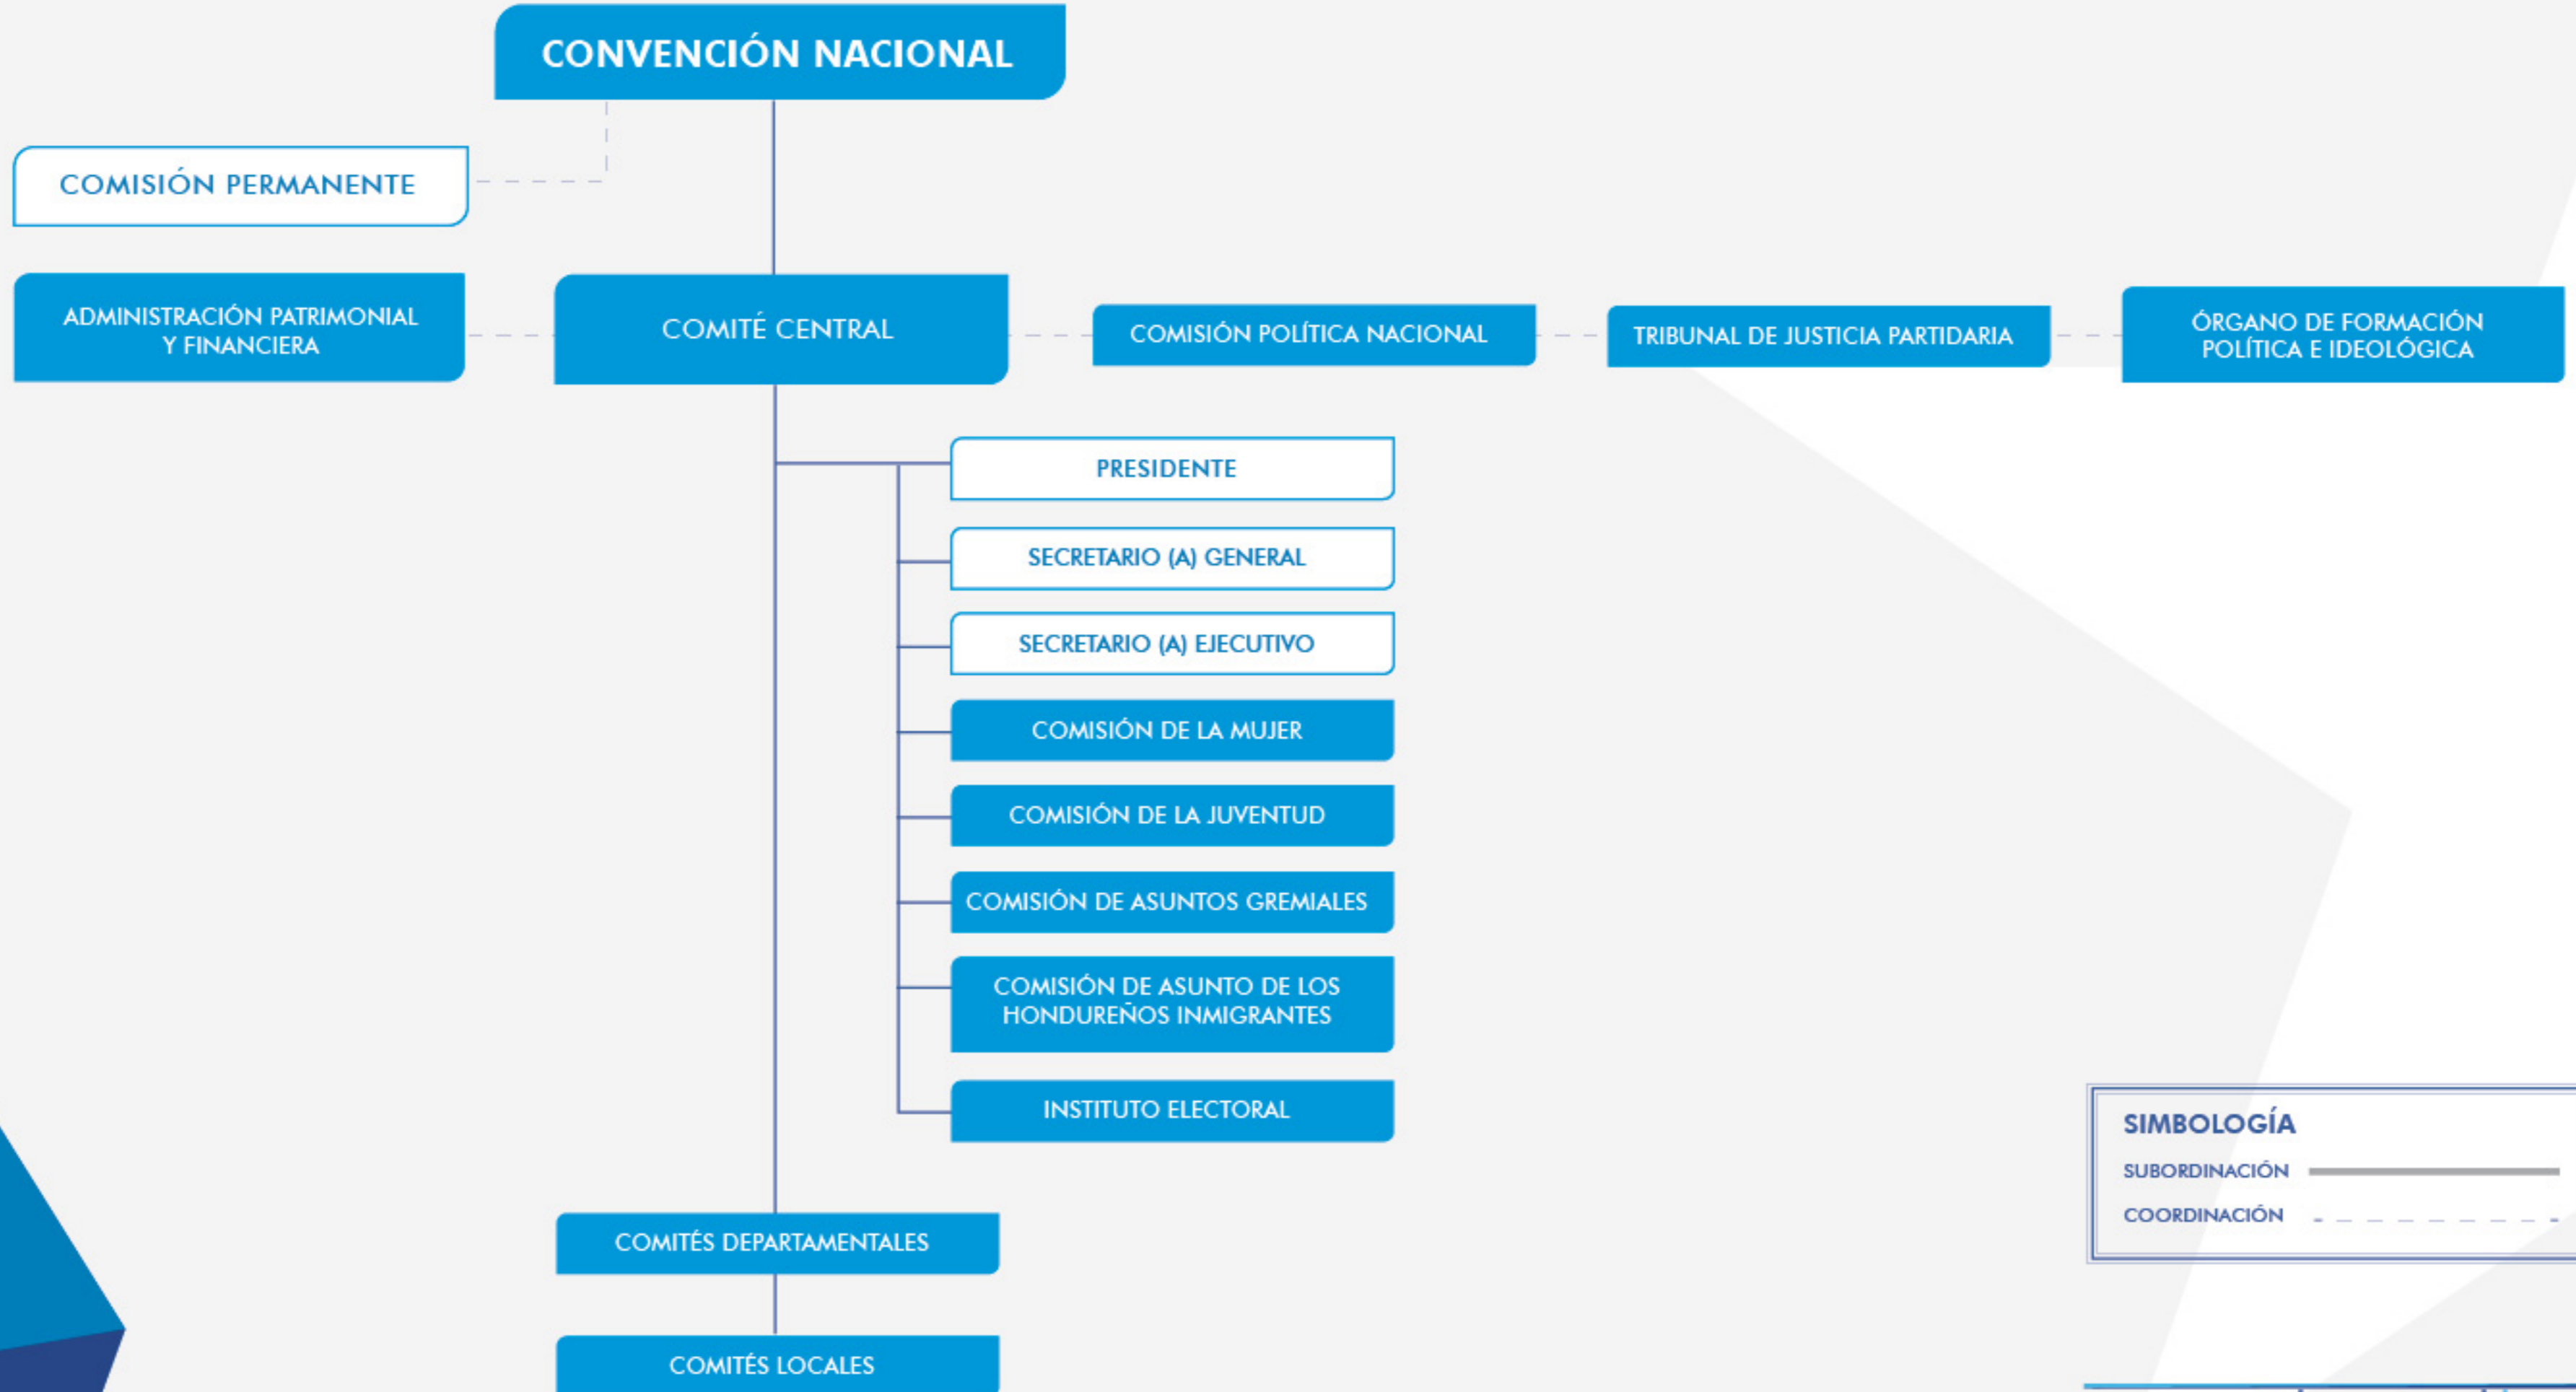 CONVENCIÓN NACIONAL
COMISIÓN PERMANENTE
ADMINISTRACIÓN PATRIMONIAL
Y FINANCIERA
COMITÉ CENTRAL
COMISIÓN POLÍTICA NACIONAL
TRIBUNAL DE JUSTICIA PARTIDARIA
ÓRGANO DE FORMACIÓN
POLÍTICA E IDEOLÓGICA
PRESIDENTE
SECRETARIO (A) GENERAL
SECRETARIO (A) EJECUTIVO
COMISIÓN DE LA MUJER
COMISIÓN DE LA JUVENTUD
COMISIÓN DE ASUNTOS GREMIALES
COMISIÓN DE ASUNTO DE LOS
HONDUREÑOS INMIGRANTES
INSTITUTO ELECTORAL
COMITÉS DEPARTAMENTALES
COMITÉS LOCALES
SIMBOLOGÍA
SUBORDINACIÓN
COORDINACIÓN